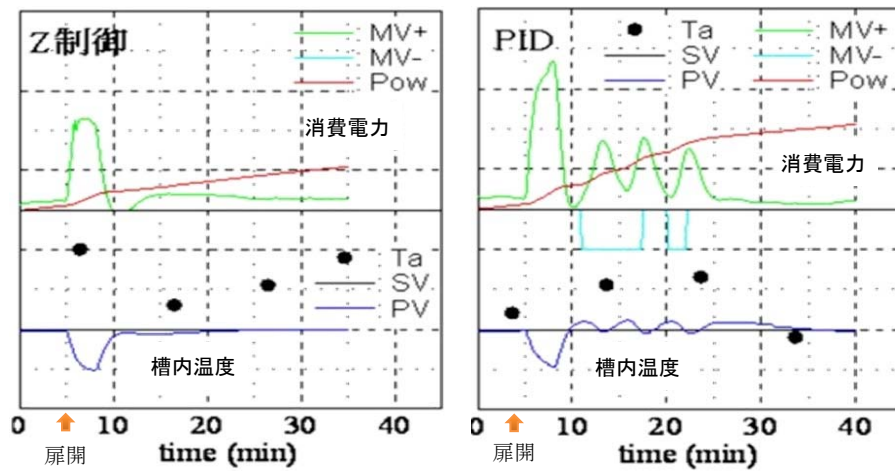 Z制御
MV+
MV-
Pow
消費電力
Ta
SV
PV
槽内温度
0 10 20 30 40
扉開
time (min)
PID
Ta
SV
PV
MV+
MV-
Pow
消費電力
槽内温度
0 10 20 30 40
扉開
time (min)